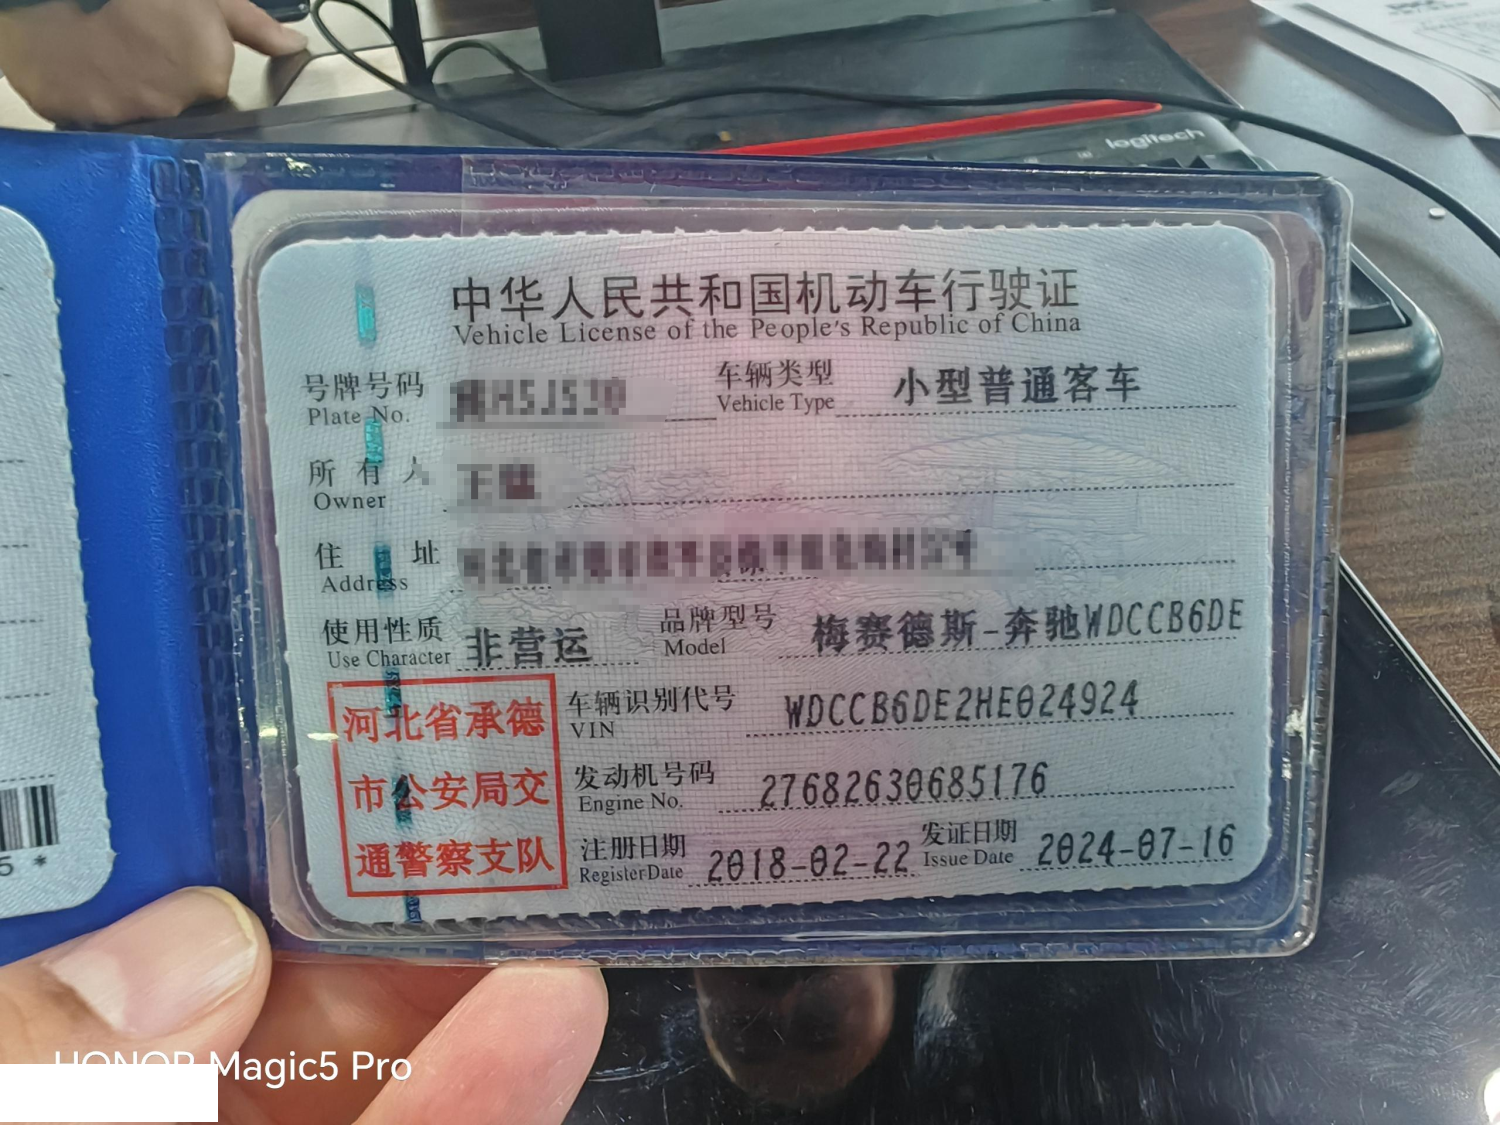 logitech
中华人民共和国机动车行驶证
Vehicle License of the People's Republic of China
号牌号码 车辆类型 小型普通客车
Plate No. Vehicle Type
所有人
Owner
住址
Address
使用性质 非营运 品牌型号 梅赛德斯-奔驰WDCCB6DE
Use Character Model
河北省承德
市公安局交
通警察支队
车辆识别代号 WDCCB6DE2HE024924
VIN
发动机号码 27682630685176
Engine No.
注册日期 2018-02-22 发证日期 2024-07-16
Register Date Issue Date
5 *
HONOR Magic5 Pro